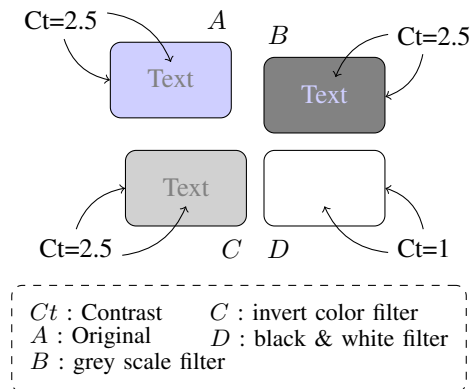 Ct=2.5 A B Ct=2.5
Text Text
Text
Ct=2.5 C D Ct=1
Ct : Contrast C : invert color filter
A : Original D : black & white filter
B : grey scale filter